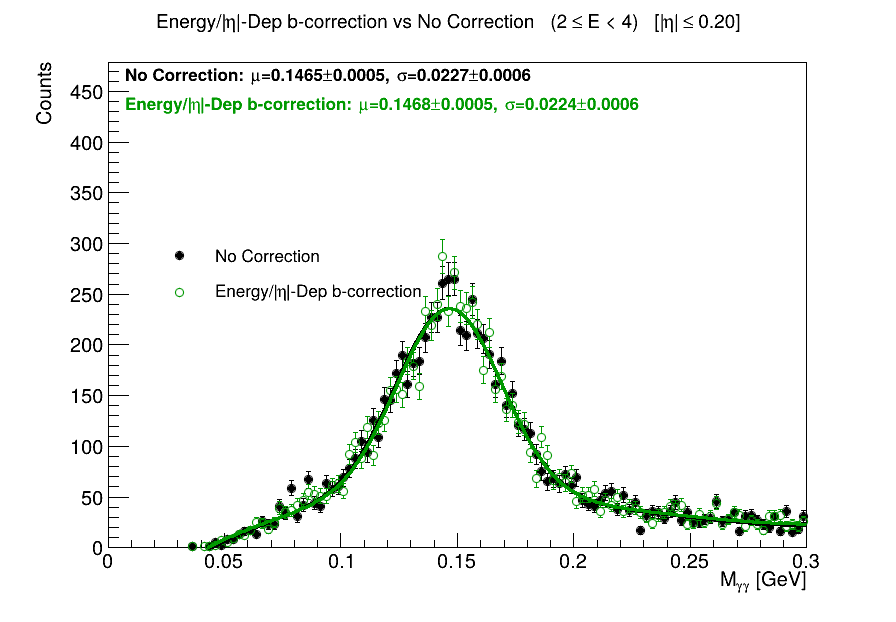 Energy/|η|-Dep b-correction vs No Correction (2 ≤ E < 4) [|η| ≤ 0.20]
No Correction: μ=0.1465±0.0005, σ=0.0227±0.0006
Energy/|η|-Dep b-correction: μ=0.1468±0.0005, σ=0.0224±0.0006
Counts
450
400
350
300
250
200
150
100
50
0
No Correction
Energy/|η|-Dep b-correction
0 0.05 0.1 0.15 0.2 0.25 0.3
Mγγ [GeV]